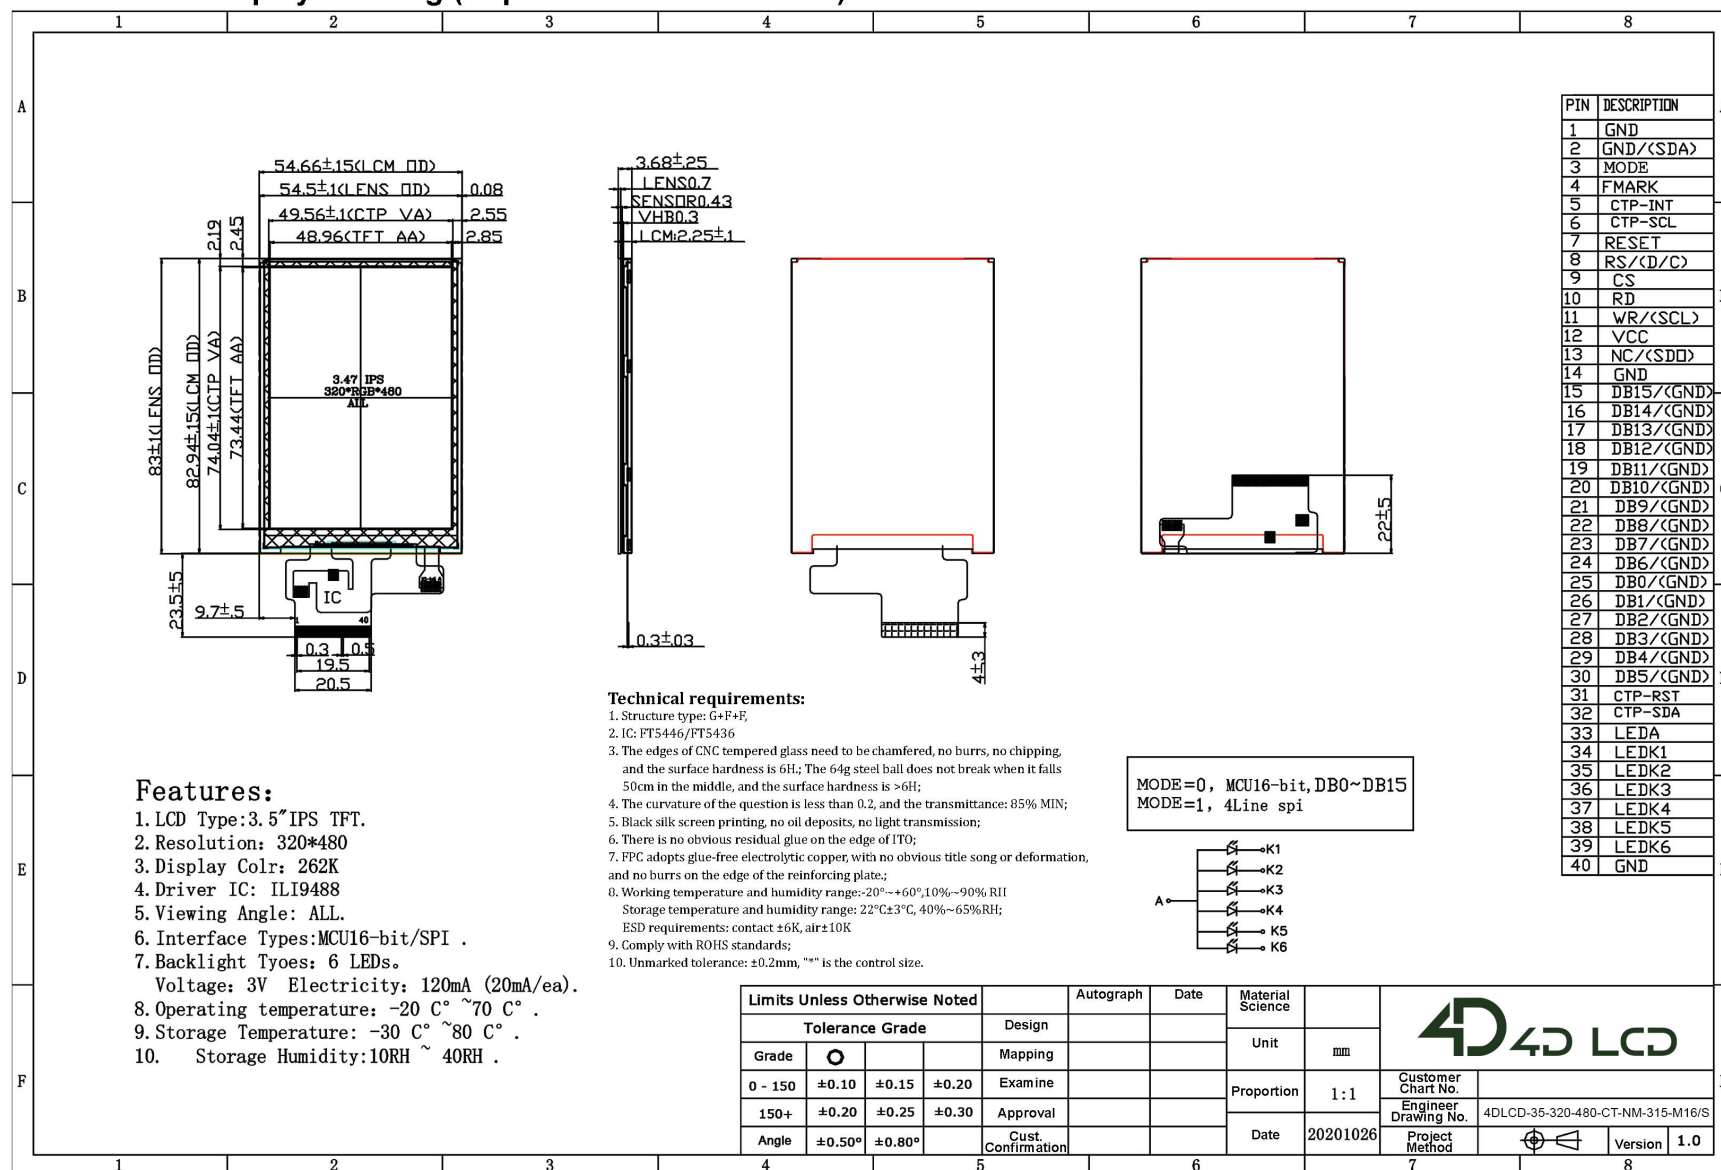 1 2 3 4 5 6 7 8
A
B
C
D
E
F
54.66±.15(LCM OD)
54.5±.1(LENS OD) 0.08
49.56±.1(CTP VA) 2.55
48.96(TFT AA) 2.85
2.19
2.45
83±.1(LENS OD)
82.94±.15(LCM OD)
74.04±.1(CTP VA)
73.44(TFT AA)
3.47 IPS
320*RGB*480
ALL
23.5±.5
9.7±.5
IC
1 40
0.3 0.5
19.5
20.5
3.68±.25
LENS0.7
SENSOR0.43
VHB0.3
LCM:2.25±.1
0.3±.03
4±.3
22±.5
PIN DESCRIPTION
1 GND
2 GND/(SDA)
3 MODE
4 FMARK
5 CTP-INT
6 CTP-SCL
7 RESET
8 RS/(D/C)
9 CS
10 RD
11 WR/(SCL)
12 VCC
13 NC/(SDO)
14 GND
15 DB15/(GND)
16 DB14/(GND)
17 DB13/(GND)
18 DB12/(GND)
19 DB11/(GND)
20 DB10/(GND)
21 DB9/(GND)
22 DB8/(GND)
23 DB7/(GND)
24 DB6/(GND)
25 DB0/(GND)
26 DB1/(GND)
27 DB2/(GND)
28 DB3/(GND)
29 DB4/(GND)
30 DB5/(GND)
31 CTP-RST
32 CTP-SDA
33 LEDA
34 LEDK1
35 LEDK2
36 LEDK3
37 LEDK4
38 LEDK5
39 LEDK6
40 GND
Technical requirements:
1. Structure type: G+F+F,
2. IC: FT5446/FT5436
3. The edges of CNC tempered glass need to be chamfered, no burrs, no chipping,
and the surface hardness is 6H.; The 64g steel ball does not break when it falls
50cm in the middle, and the surface hardness is >6H;
4. The curvature of the question is less than 0.2, and the transmittance: 85% MIN;
5. Black silk screen printing, no oil deposits, no light transmission;
6. There is no obvious residual glue on the edge of ITO;
7. FPC adopts glue-free electrolytic copper, with no obvious title song or deformation,
and no burrs on the edge of the reinforcing plate.;
8. Working temperature and humidity range:-20°~+60°,10%~90% RH
Storage temperature and humidity range: 22°C±3°C, 40%~65%RH;
ESD requirements: contact ±6K, air±10K
9. Comply with ROHS standards;
10. Unmarked tolerance: ±0.2mm, "*" is the control size.
Features:
1. LCD Type:3.5″IPS TFT.
2. Resolution: 320*480
3. Display Colr: 262K
4. Driver IC: ILI9488
5. Viewing Angle: ALL.
6. Interface Types:MCU16-bit/SPI .
7. Backlight Tyoes: 6 LEDs。
Voltage: 3V Electricity: 120mA (20mA/ea).
8. Operating temperature: -20 C° ~70 C° .
9. Storage Temperature: -30 C° ~80 C° .
10. Storage Humidity:10RH ~ 40RH .
MODE=0, MCU16-bit,DB0~DB15
MODE=1, 4Line spi
A
K1
K2
K3
K4
K5
K6
Limits Unless Otherwise Noted Autograph Date Material Science
Tolerance Grade Design
Unit mm
Grade Mapping
0 - 150 ±0.10 ±0.15 ±0.20 Examine Proportion 1:1 Customer Chart No.
150+ ±0.20 ±0.25 ±0.30 Approval Engineer Drawing No. 4DLCD-35-320-480-CT-NM-315-M16/S
Angle ±0.50° ±0.80° Cust. Confirmation Date 20201026 Project Method Version 1.0
4D 4D LCD
1 2 3 4 5 6 7 8